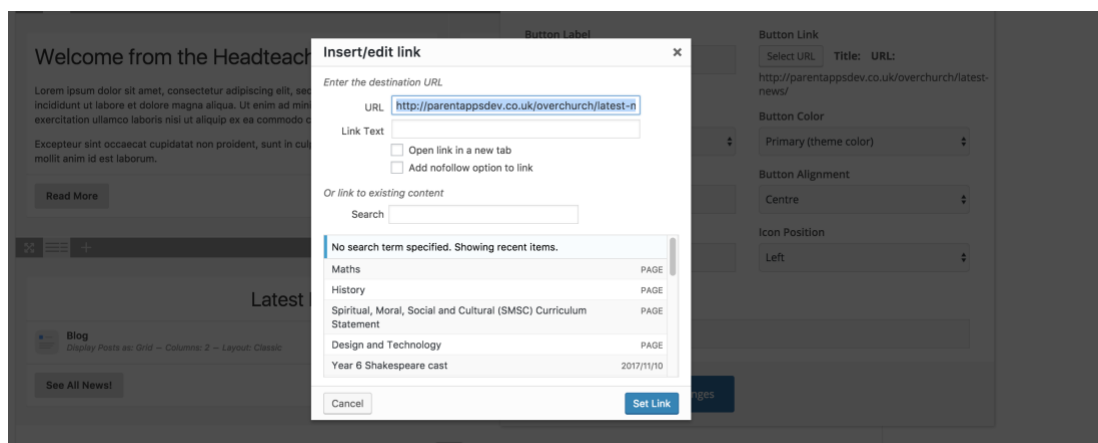 Button Label
Button Link
Select URL Title: URL:
http://parentappsdev.co.uk/overchurch/latest-
news/
Button Color
Primary (theme color)
Button Alignment
Centre
Icon Position
Left
Welcome from the Headteach
Lorem ipsum dolor sit amet, consectetur adipiscing elit, sed
incididunt ut labore et dolore magna aliqua. Ut enim ad mini
exercitation ullamco laboris nisi ut aliquip ex ea commodo c
Excepteur sint occaecat cupidatat non proident, sunt in culp
mollit anim id est laborum.
Read More
Latest
Blog
Display Posts as: Grid — Columns: 2 — Layout: Classic
See All News!
Insert/edit link
Enter the destination URL
URL http://parentappsdev.co.uk/overchurch/latest-n
Link Text
Open link in a new tab
Add nofollow option to link
Or link to existing content
Search
No search term specified. Showing recent items.
Maths PAGE
History PAGE
Spiritual, Moral, Social and Cultural (SMSC) Curriculum PAGE
Statement
Design and Technology PAGE
Year 6 Shakespeare cast 2017/11/10
Cancel
Set Link
nges